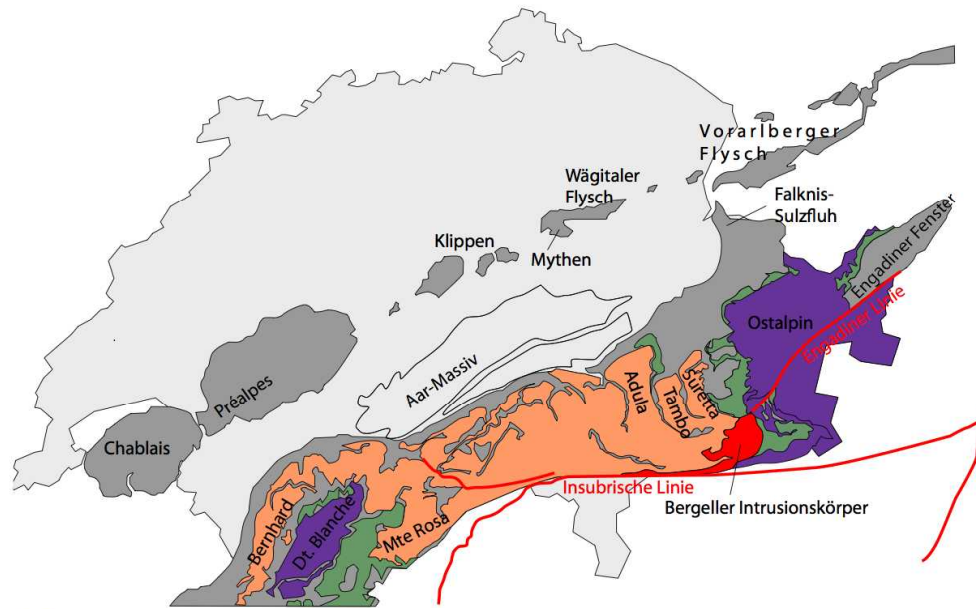 Vorarlberger
Flysch
Wägitaler
Flysch
Falknis-
Sulzfluh
Klippen
Mythen
Engadiner Fenster
Ostalpin
Engadiner Linie
Aar-Massiv
Préalpes
Adula
Tambo
Suretta
Chablais
Insubrische Linie
Bergeller Intrusionskörper
Bernhard
Dt. Blanche
Mte Rosa